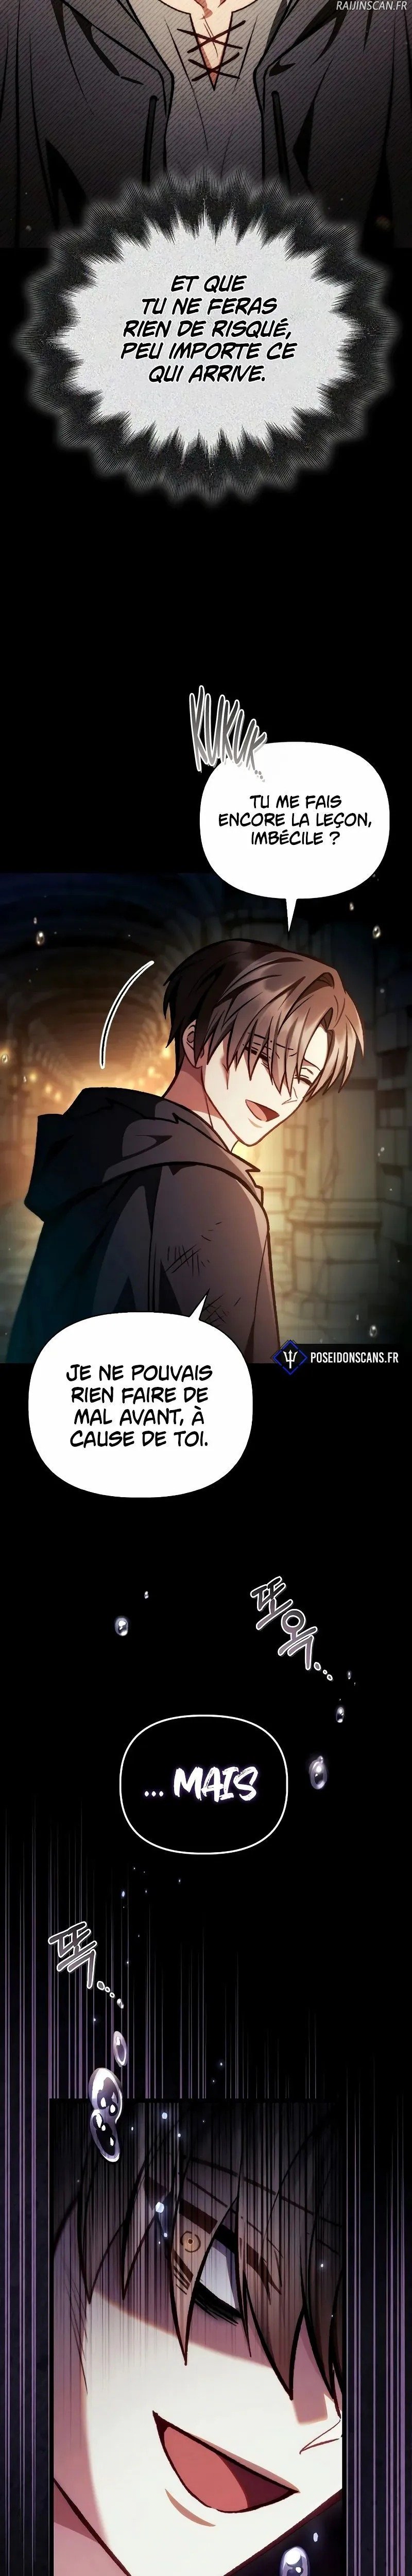 RAIJINSCAN.FR
ET QUE
TU NE FERAS
RIEN DE RISQUÉ,
PEU IMPORTE CE
QUI ARRIVE.
KUKUK
TU ME FAIS
ENCORE LA LEÇON,
IMBÉCILE ?
POSEIDONSCANS.FR
JE NE POUVAIS
RIEN FAIRE DE
MAL AVANT, À
CAUSE DE TOI.
또옥...
... MAIS
똑...